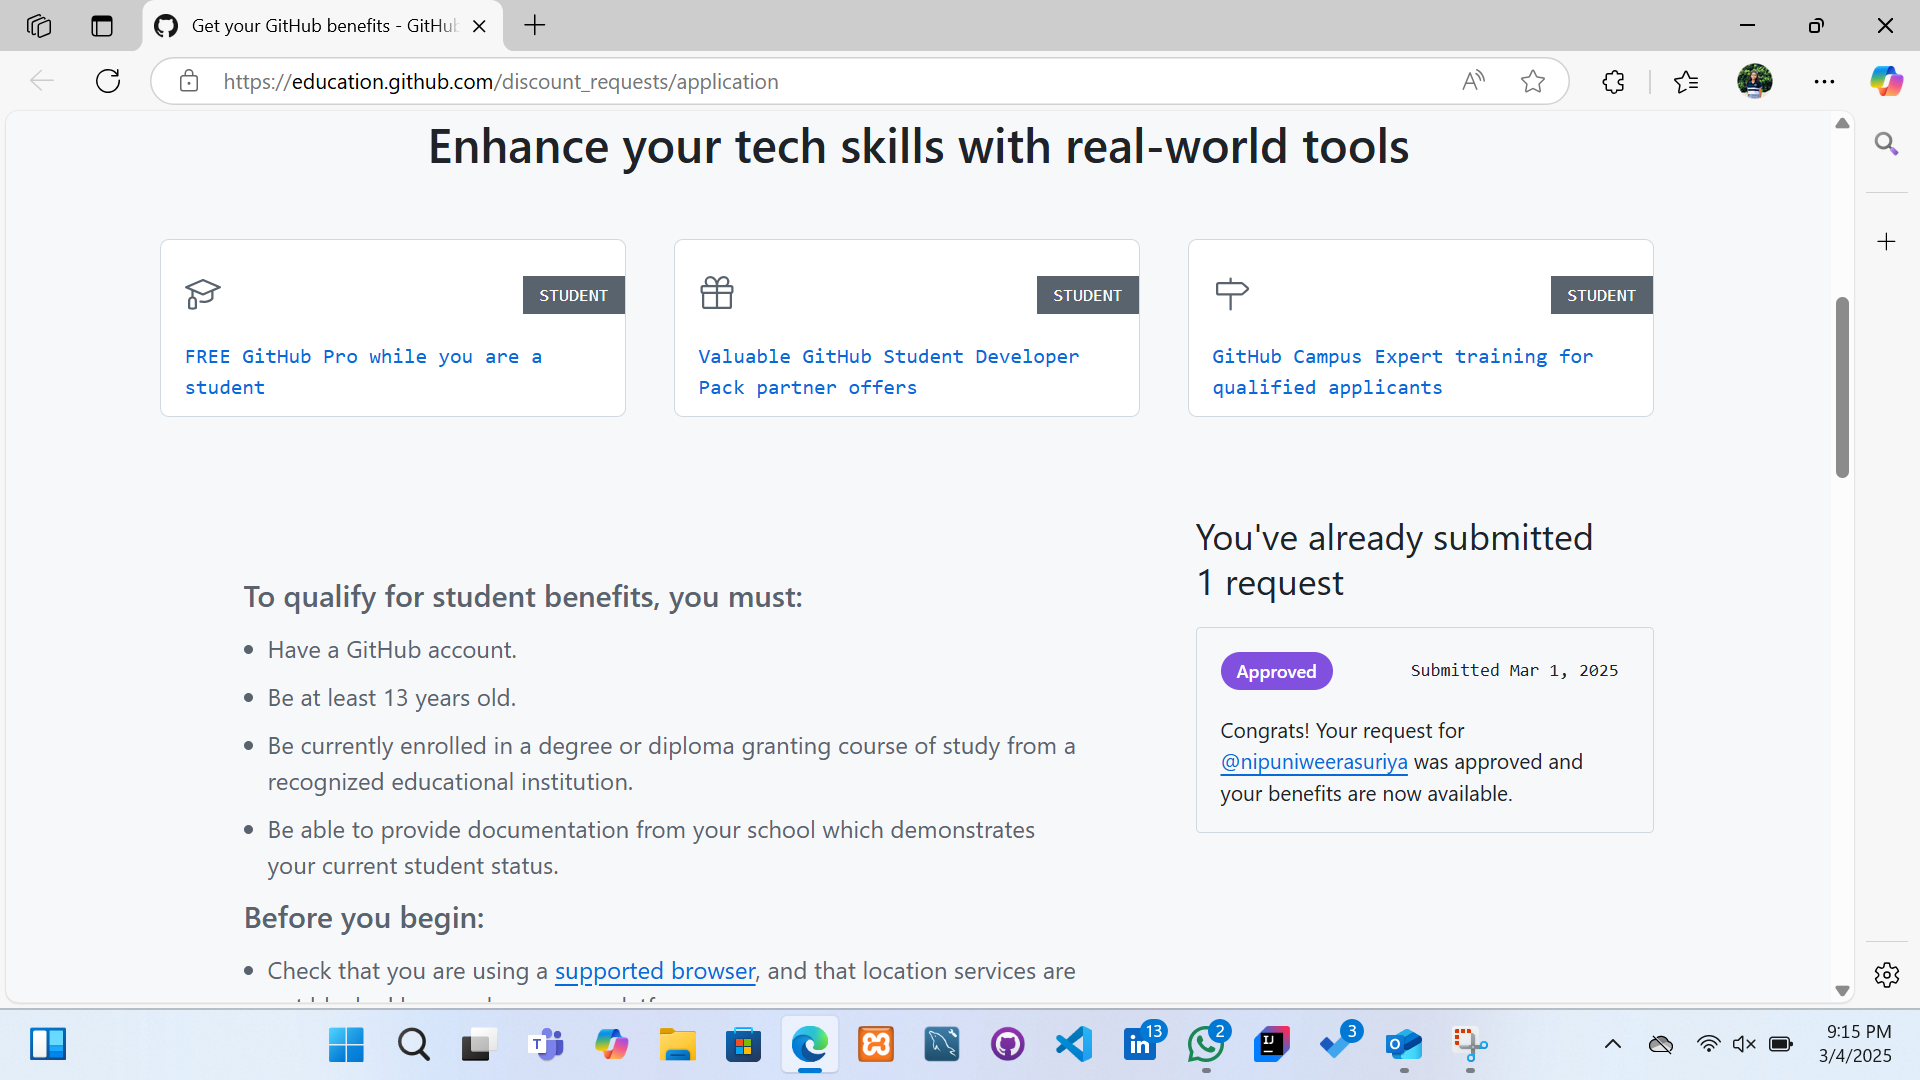 Get your GitHub benefits - GitHub
https://education.github.com/discount_requests/application
Enhance your tech skills with real-world tools
STUDENT
FREE GitHub Pro while you are a
student
STUDENT
Valuable GitHub Student Developer
Pack partner offers
STUDENT
GitHub Campus Expert training for
qualified applicants
To qualify for student benefits, you must:
Have a GitHub account.
Be at least 13 years old.
Be currently enrolled in a degree or diploma granting course of study from a
recognized educational institution.
Be able to provide documentation from your school which demonstrates
your current student status.
Before you begin:
Check that you are using a supported browser, and that location services are
You've already submitted
1 request
Approved
Submitted Mar 1, 2025
Congrats! Your request for
@nipuniweerasuriya was approved and
your benefits are now available.
13
2
3
9:15 PM
3/4/2025